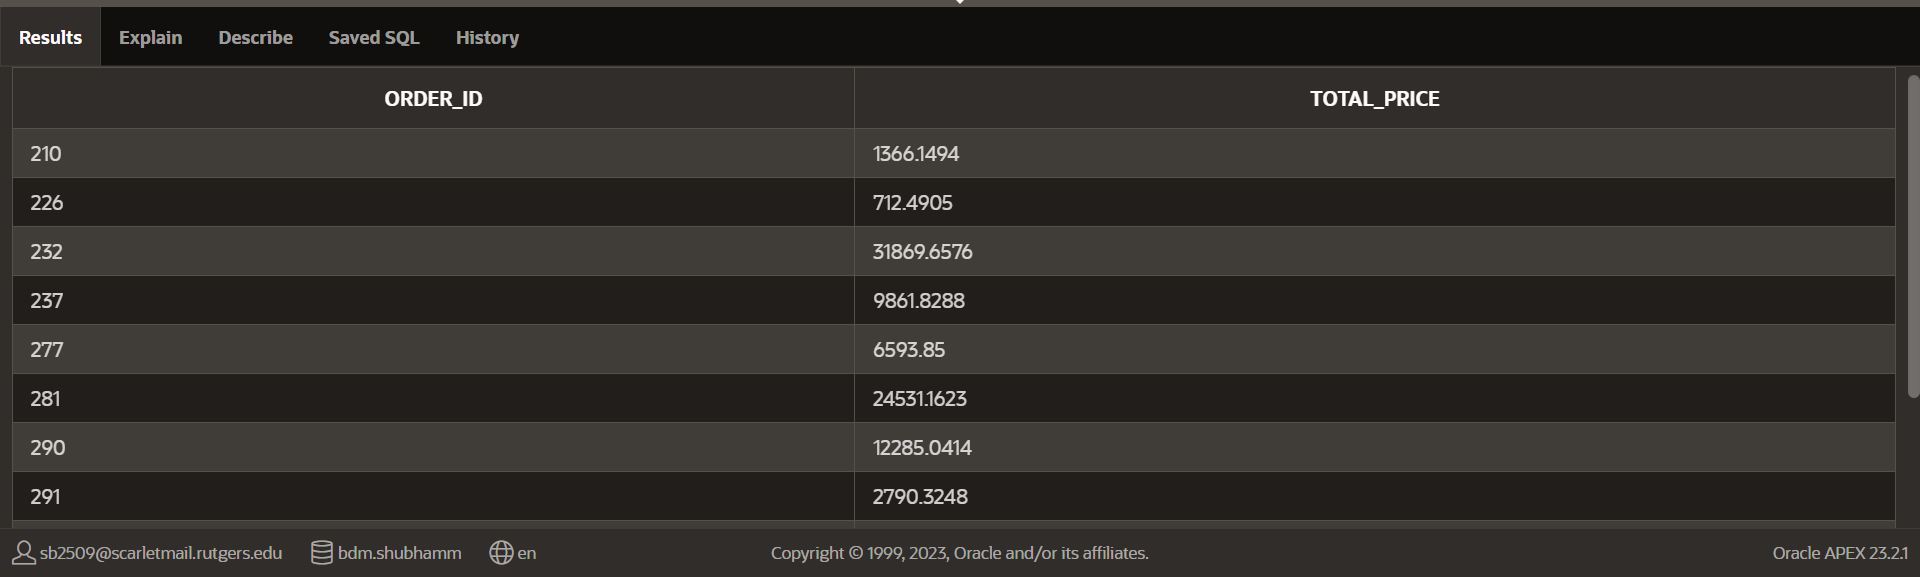 Results Explain Describe Saved SQL History
ORDER_ID TOTAL_PRICE
210 1366.1494
226 712.4905
232 31869.6576
237 9861.8288
277 6593.85
281 24531.1623
290 12285.0414
291 2790.3248
sb2509@scarletmail.rutgers.edu bdm.shubhamm en Copyright © 1999, 2023, Oracle and/or its affiliates. Oracle APEX 23.2.1